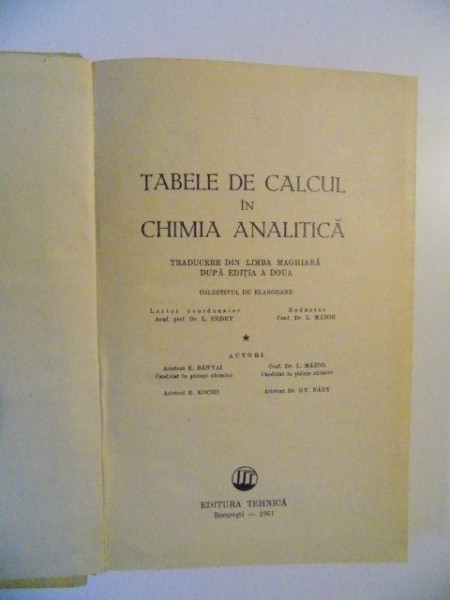 TABELE DE CALCUL
ÎN
CHIMIA ANALITICĂ
TRADUCERE DIN LIMBA MAGHIARĂ
DUPĂ EDIȚIA A DOUA
COLECTIVUL DE ELABORARE
Lector coordonator
Acad. prof. Dr. L. ERDEY
Redactor
Conf. Dr. L. MÁZOR
AUTORI
Asistent E. BÁNYAI
Candidat în științe chimice
Conf. Dr. L. MÁZOR
Candidat în științe chimice
Asistent E. KOCSIS
Asistent Dr. GY. RÁDY
EDITURA TEHNICĂ
București — 1961